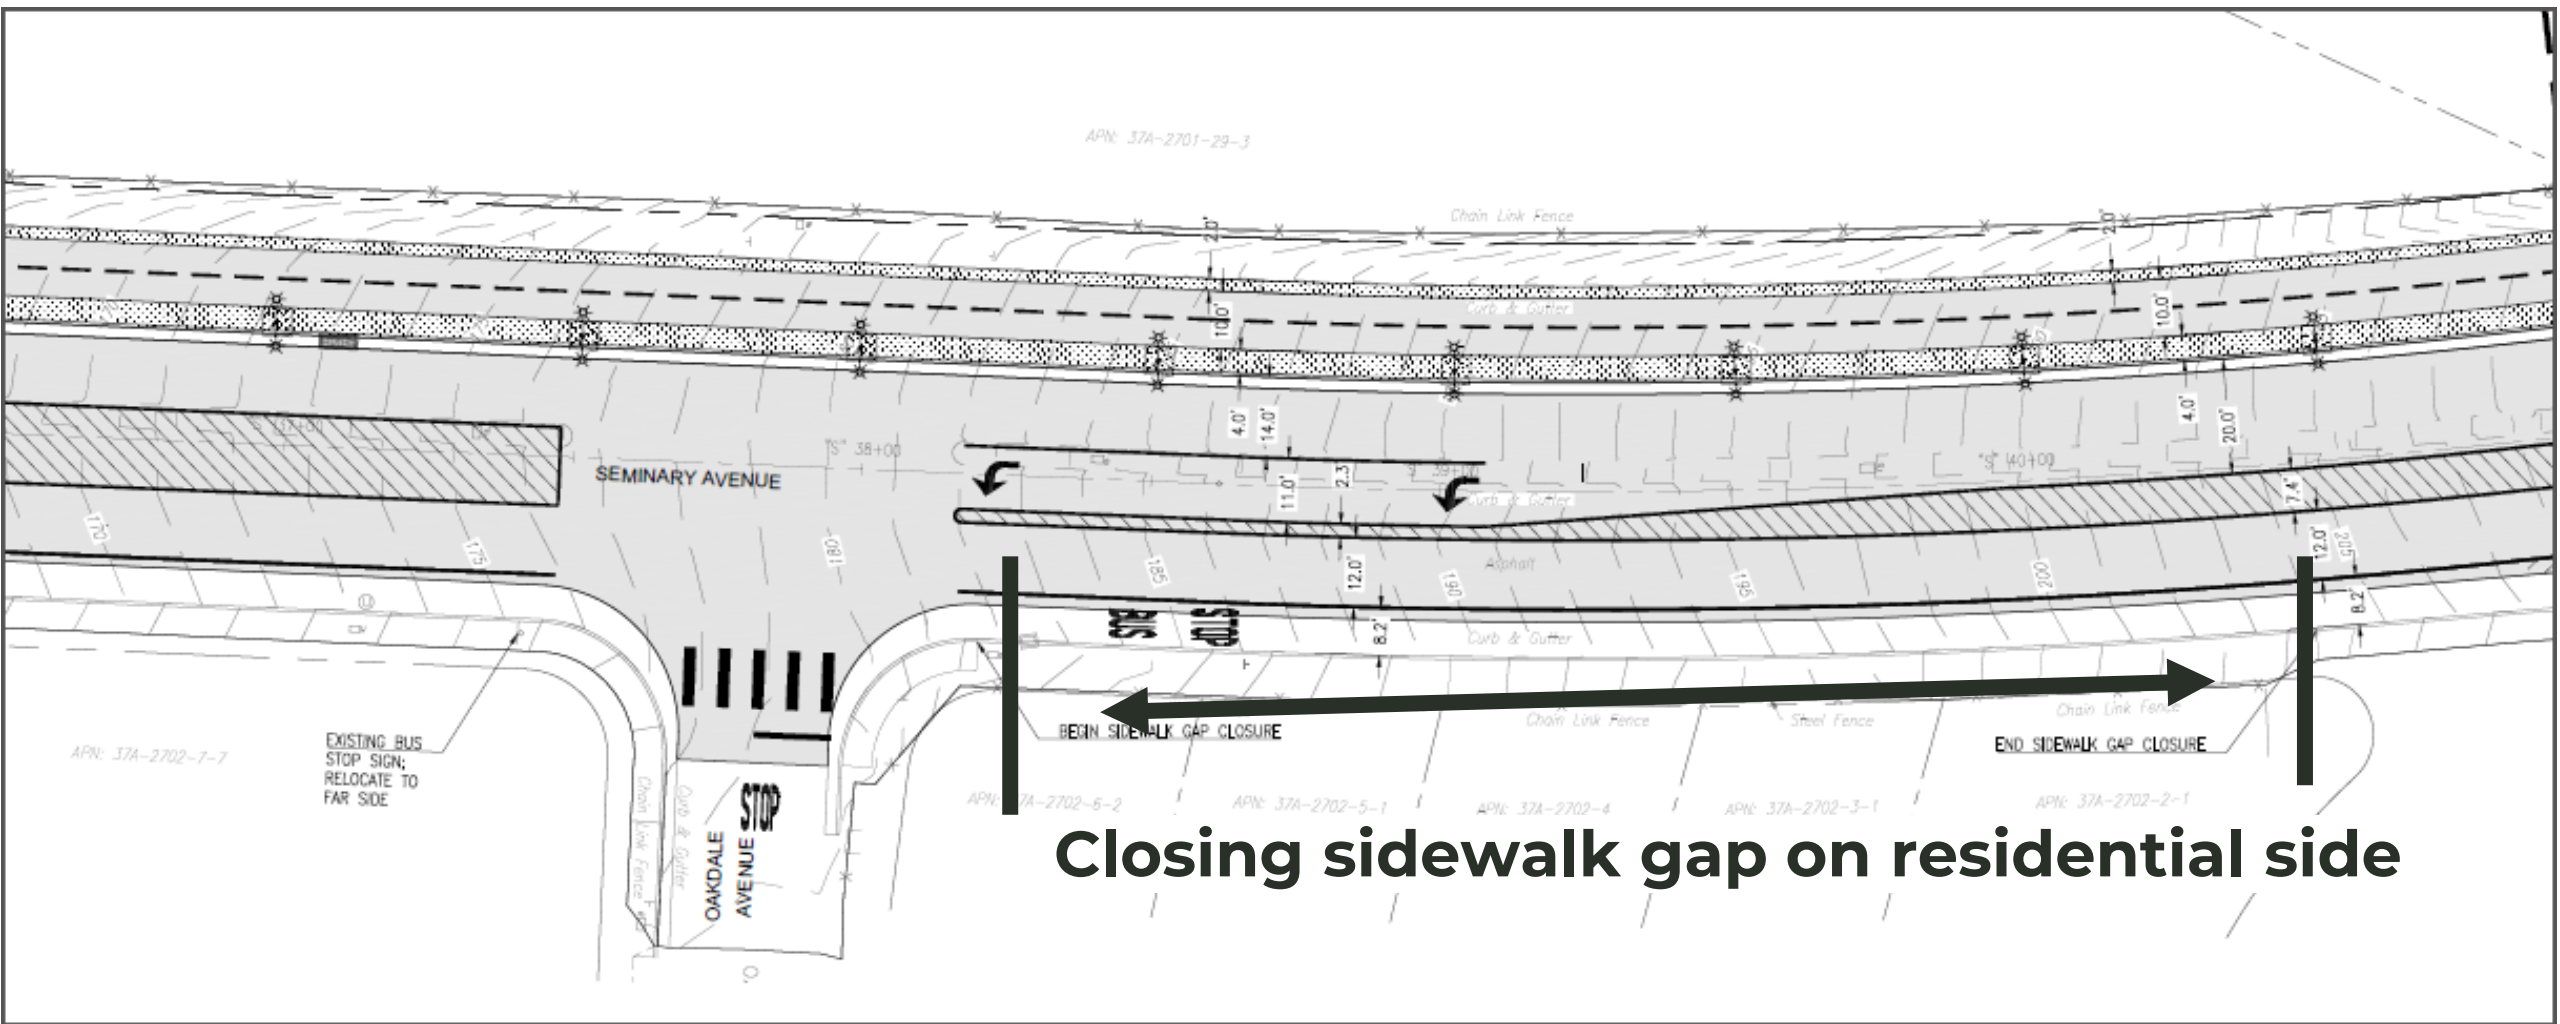 APN: 37A-2701-29-3
Chain Link Fence
2.0'
2.0'
Curb & Gutter
10.0'
10.0'
4.0'
14.0'
4.0'
20.0'
"S" 37+00
"S" 38+00
"S" 39+00
"S" 40+00
SEMINARY AVENUE
11.0'
2.3'
Curb & Gutter
7.4'
170
175
180
185
190
195
200
205
Asphalt
12.0'
12.0'
8.2'
8.2'
BUS
STOP
Curb & Gutter
EXISTING BUS
STOP SIGN;
RELOCATE TO
FAR SIDE
BEGIN SIDEWALK GAP CLOSURE
Chain Link Fence
Steel Fence
Chain Link Fence
END SIDEWALK GAP CLOSURE
APN: 37A-2702-7-7
APN: 37A-2702-6-2
APN: 37A-2702-5-1
APN: 37A-2702-4
APN: 37A-2702-3-1
APN: 37A-2702-2-1
Chain Link Fence
Curb & Gutter
STOP
OAKDALE
AVENUE
Closing sidewalk gap on residential side